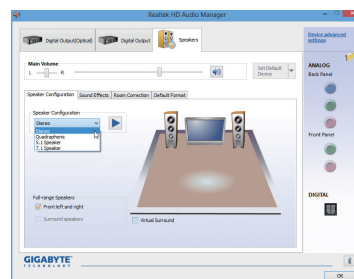 Realtek HD Audio Manager
Digital Output(Optical)
Digital Output
Speakers
Device advanced settings
Main Volume
L
R
Set Default
Device
Speaker Configuration
Sound Effects
Room Correction
Default Format
ANALOG
Back Panel
Speaker Configuration
Stereo
Stereo
Quadraphonic
5.1 Speaker
7.1 Speaker
Front Panel
Full-range Speakers
Front left and right
Surround speakers
Virtual Surround
DIGITAL
GIGABYTE
TECHNOLOGY
OK